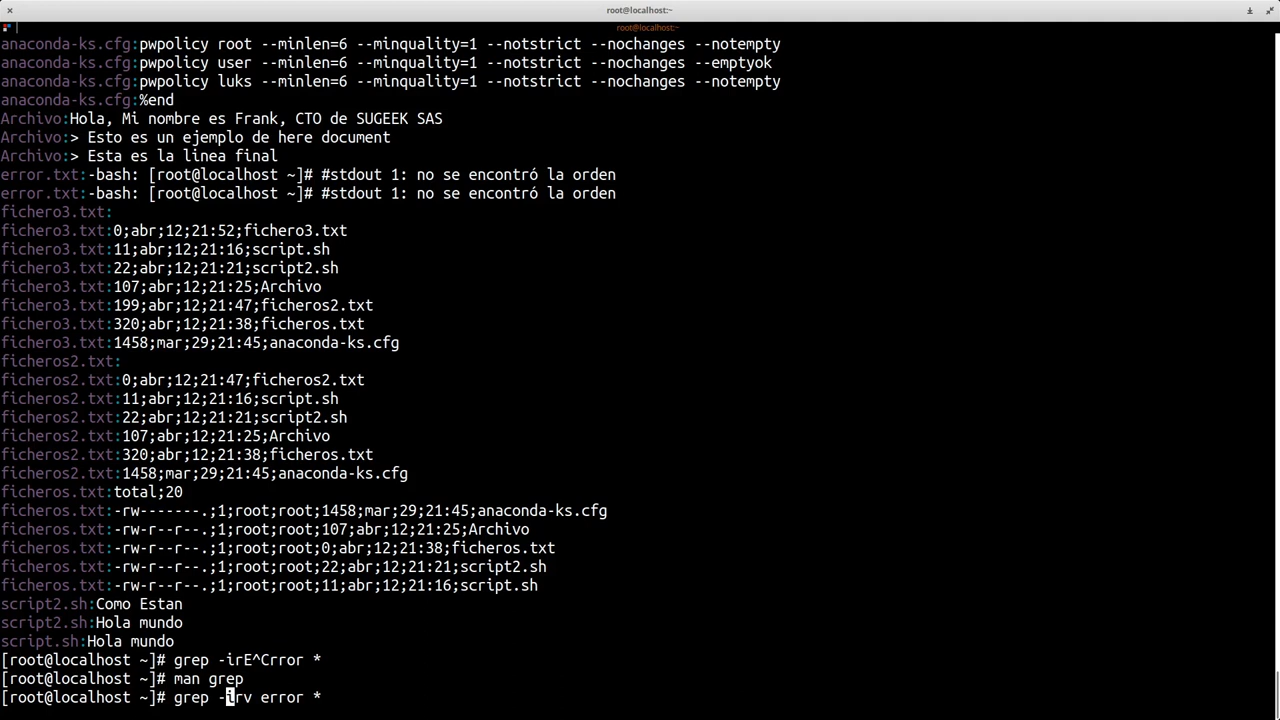 root@localhost:~
root@localhost:~
anaconda-ks.cfg:pwpolicy root --minlen=6 --minquality=1 --notstrict --nochanges --notempty
anaconda-ks.cfg:pwpolicy user --minlen=6 --minquality=1 --notstrict --nochanges --emptyok
anaconda-ks.cfg:pwpolicy luks --minlen=6 --minquality=1 --notstrict --nochanges --notempty
anaconda-ks.cfg:%end
Archivo:Hola, Mi nombre es Frank, CTO de SUGEEK SAS
Archivo:> Esto es un ejemplo de here document
Archivo:> Esta es la linea final
error.txt:-bash: [root@localhost ~]# #stdout 1: no se encontró la orden
error.txt:-bash: [root@localhost ~]# #stdout 1: no se encontró la orden
fichero3.txt:
fichero3.txt:0;abr;12;21:52;fichero3.txt
fichero3.txt:11;abr;12;21:16;script.sh
fichero3.txt:22;abr;12;21:21;script2.sh
fichero3.txt:107;abr;12;21:25;Archivo
fichero3.txt:199;abr;12;21:47;ficheros2.txt
fichero3.txt:320;abr;12;21:38;ficheros.txt
fichero3.txt:1458;mar;29;21:45;anaconda-ks.cfg
ficheros2.txt:
ficheros2.txt:0;abr;12;21:47;ficheros2.txt
ficheros2.txt:11;abr;12;21:16;script.sh
ficheros2.txt:22;abr;12;21:21;script2.sh
ficheros2.txt:107;abr;12;21:25;Archivo
ficheros2.txt:320;abr;12;21:38;ficheros.txt
ficheros2.txt:1458;mar;29;21:45;anaconda-ks.cfg
ficheros.txt:total;20
ficheros.txt:-rw-------.;1;root;root;1458;mar;29;21:45;anaconda-ks.cfg
ficheros.txt:-rw-r--r--.;1;root;root;107;abr;12;21:25;Archivo
ficheros.txt:-rw-r--r--.;1;root;root;0;abr;12;21:38;ficheros.txt
ficheros.txt:-rw-r--r--.;1;root;root;22;abr;12;21:21;script2.sh
ficheros.txt:-rw-r--r--.;1;root;root;11;abr;12;21:16;script.sh
script2.sh:Como Estan
script2.sh:Hola mundo
script.sh:Hola mundo
[root@localhost ~]# grep -irE^Crror *
[root@localhost ~]# man grep
[root@localhost ~]# grep -irv error *